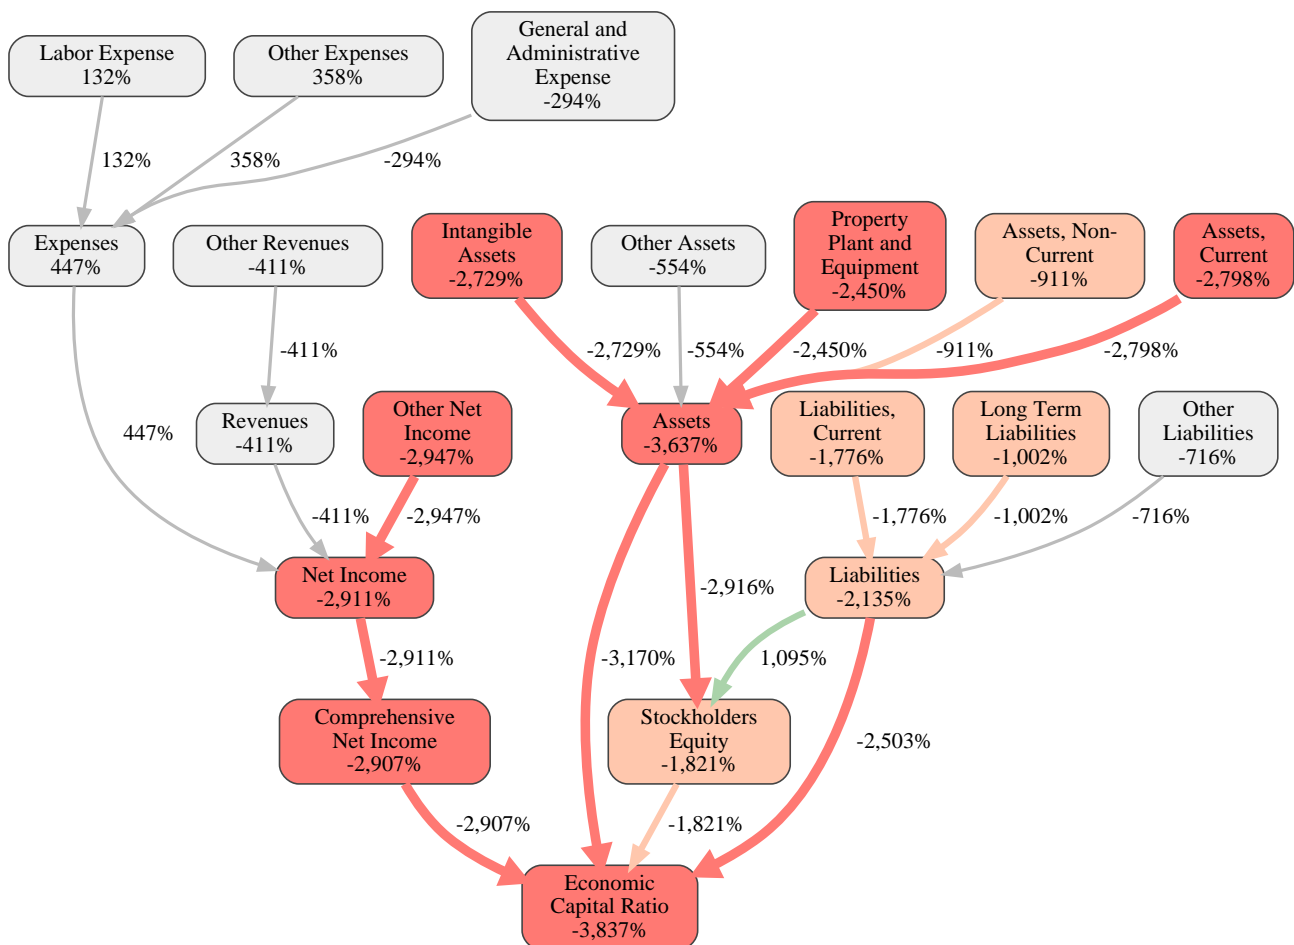 Labor Expense
132%
Other Expenses
358%
General and
Administrative
Expense
-294%
132%
358%
-294%
Expenses
447%
Other Revenues
-411%
Intangible
Assets
-2,729%
Other Assets
-554%
Property
Plant and
Equipment
-2,450%
Assets, Non-
Current
-911%
Assets,
Current
-2,798%
-411%
-2,729%
-554%
-2,450%
-911%
-2,798%
447%
Revenues
-411%
Other Net
Income
-2,947%
Assets
-3,637%
Liabilities,
Current
-1,776%
Long Term
Liabilities
-1,002%
Other
Liabilities
-716%
-411%
-2,947%
-1,776%
-1,002%
-716%
Net Income
-2,911%
-2,916%
Liabilities
-2,135%
-2,911%
-3,170%
1,095%
Comprehensive
Net Income
-2,907%
Stockholders
Equity
-1,821%
-2,503%
-2,907%
-1,821%
Economic
Capital Ratio
-3,837%